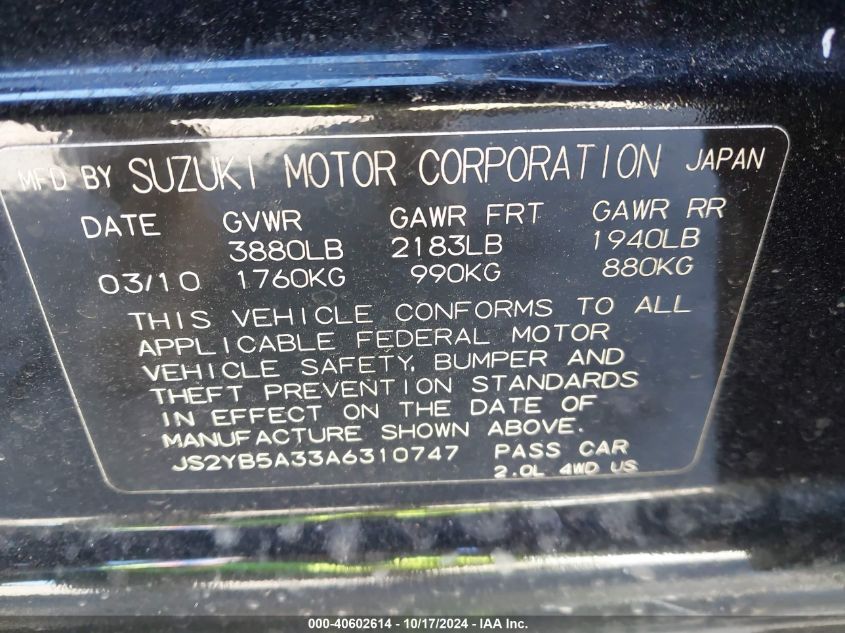 MFD BY SUZUKI MOTOR CORPORATION JAPAN
DATE GVWR GAWR FRT GAWR RR
3880LB 2183LB 1940LB
03/10 1760KG 990KG 880KG
THIS VEHICLE CONFORMS TO ALL
APPLICABLE FEDERAL MOTOR
VEHICLE SAFETY, BUMPER AND
THEFT PREVENTION STANDARDS
IN EFFECT ON THE DATE OF
MANUFACTURE SHOWN ABOVE.
JS2YB5A33A6310747 PASS CAR
2.0L 4WD US
000-40602614 - 10/17/2024 - IAA Inc.